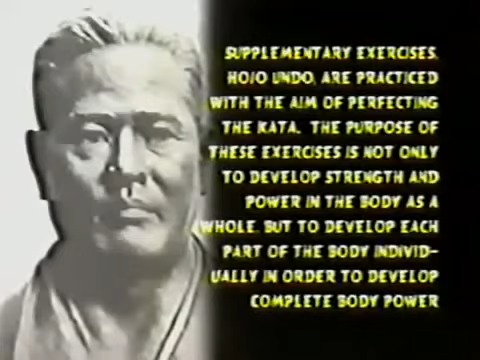 SUPPLEMENTARY EXERCISES,
HOJO UNDO, ARE PRACTICED
WITH THE AIM OF PERFECTING
THE KATA. THE PURPOSE OF
THESE EXERCISES IS NOT ONLY
TO DEVELOP STRENGTH AND
POWER IN THE BODY AS A
WHOLE, BUT TO DEVELOP EACH
PART OF THE BODY INDIVID-
UALLY IN ORDER TO DEVELOP
COMPLETE BODY POWER